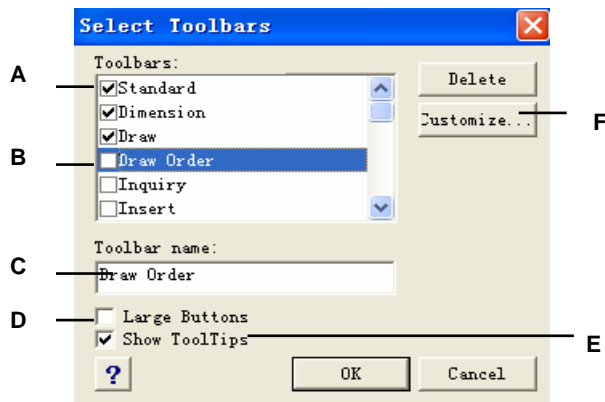 Select Toolbars
Toolbars:
A
Standard
Delete
Dimension
Customize...
F
Draw
B
Draw Order
Inquiry
Insert
Toolbar name:
C
Draw Order
D
Large Buttons
Show ToolTips
E
?
OK
Cancel